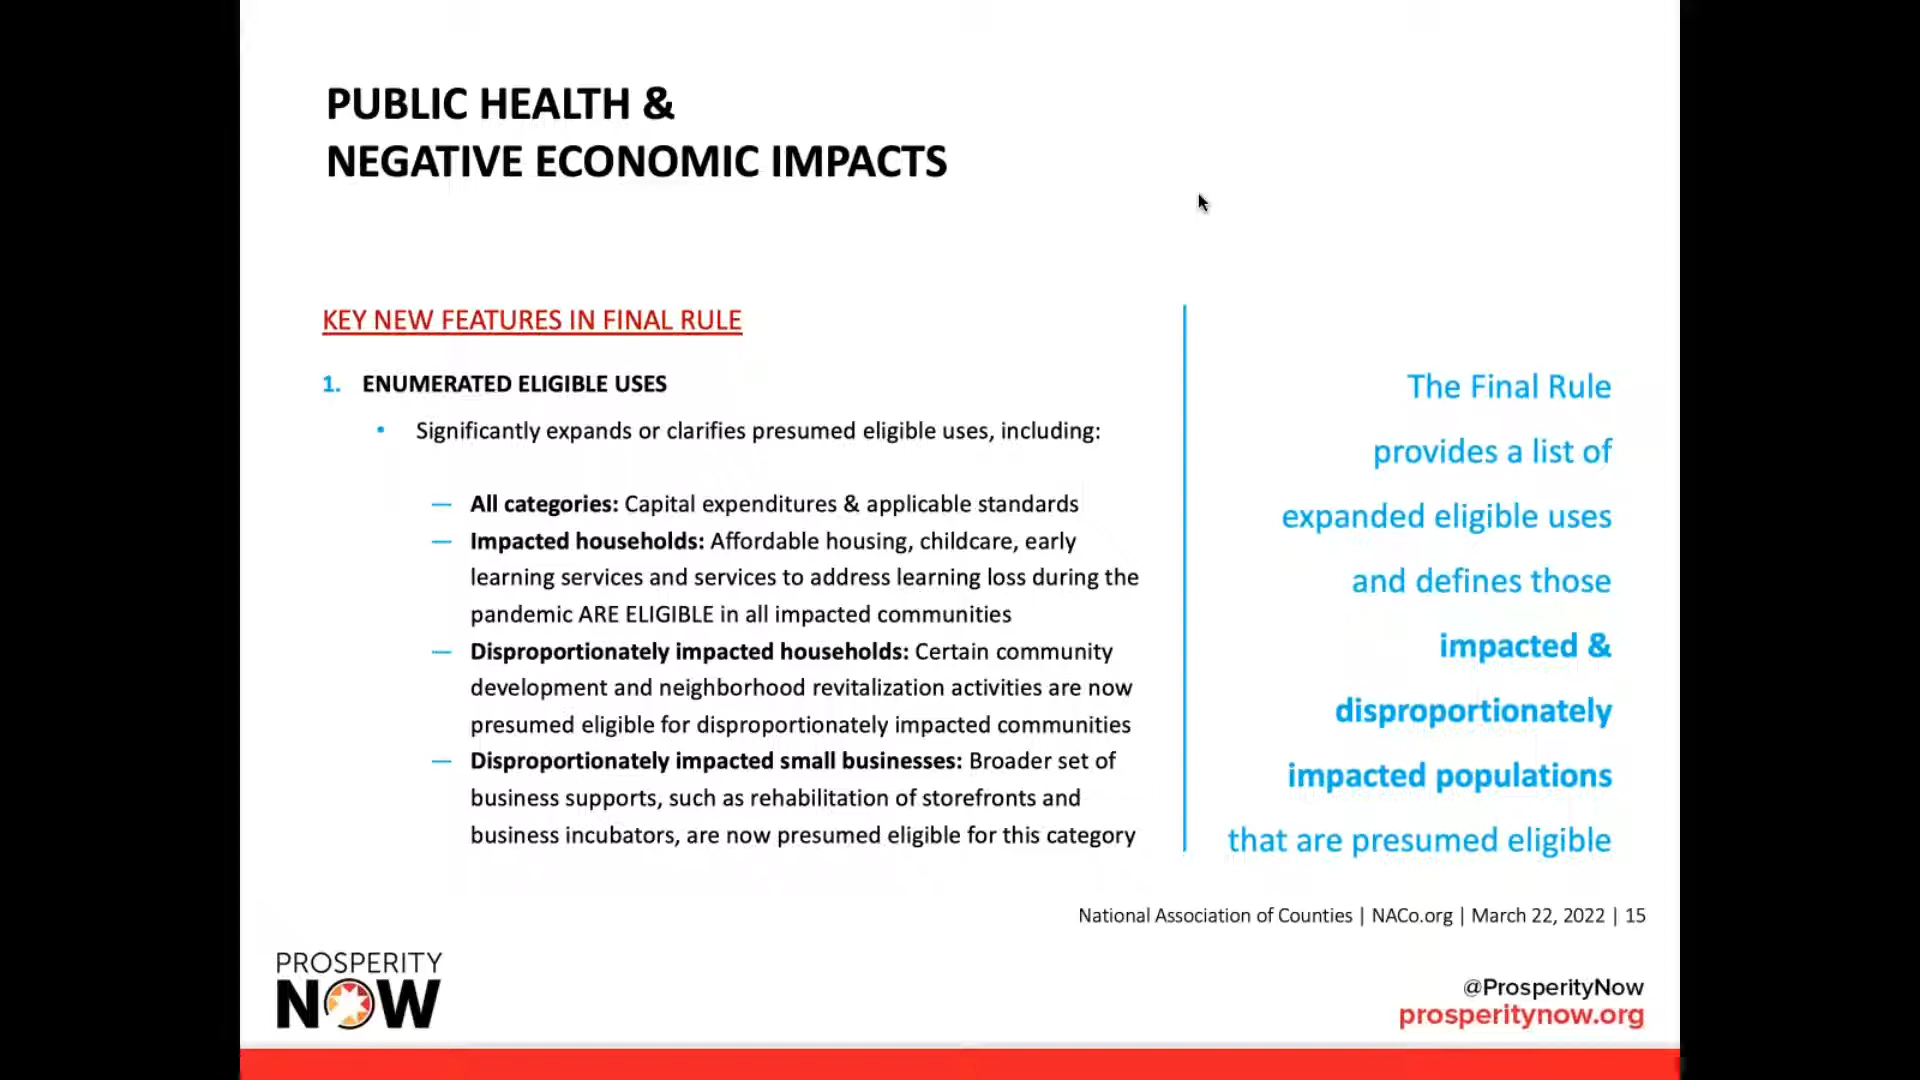 PUBLIC HEALTH &
NEGATIVE ECONOMIC IMPACTS
KEY NEW FEATURES IN FINAL RULE
1. ENUMERATED ELIGIBLE USES
• Significantly expands or clarifies presumed eligible uses, including:
— All categories: Capital expenditures & applicable standards
— Impacted households: Affordable housing, childcare, early
learning services and services to address learning loss during the
pandemic ARE ELIGIBLE in all impacted communities
— Disproportionately impacted households: Certain community
development and neighborhood revitalization activities are now
presumed eligible for disproportionately impacted communities
— Disproportionately impacted small businesses: Broader set of
business supports, such as rehabilitation of storefronts and
business incubators, are now presumed eligible for this category
The Final Rule
provides a list of
expanded eligible uses
and defines those
impacted &
disproportionately
impacted populations
that are presumed eligible
National Association of Counties | NACo.org | March 22, 2022 | 15
PROSPERITY
NOW
@ProsperityNow
prosperitynow.org